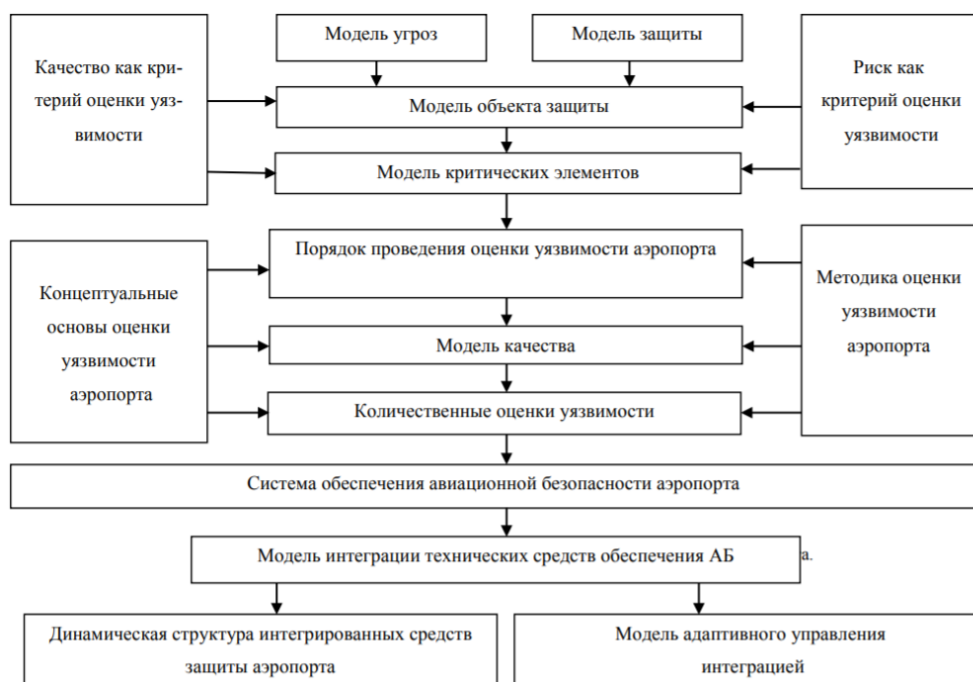 Модель угроз
Модель защиты
Качество как кри-
терий оценки уяз-
вимости
Риск как
критерий оценки
уязвимости
Модель объекта защиты
Модель критических элементов
Порядок проведения оценки уязвимости аэропорта
Концептуальные
основы оценки
уязвимости
аэропорта
Методика оценки
уязвимости
аэропорта
Модель качества
Количественные оценки уязвимости
Система обеспечения авиационной безопасности аэропорта
Модель интеграции технических средств обеспечения АБ
а.
Динамическая структура интегрированных средств
защиты аэропорта
Модель адаптивного управления
интеграцией